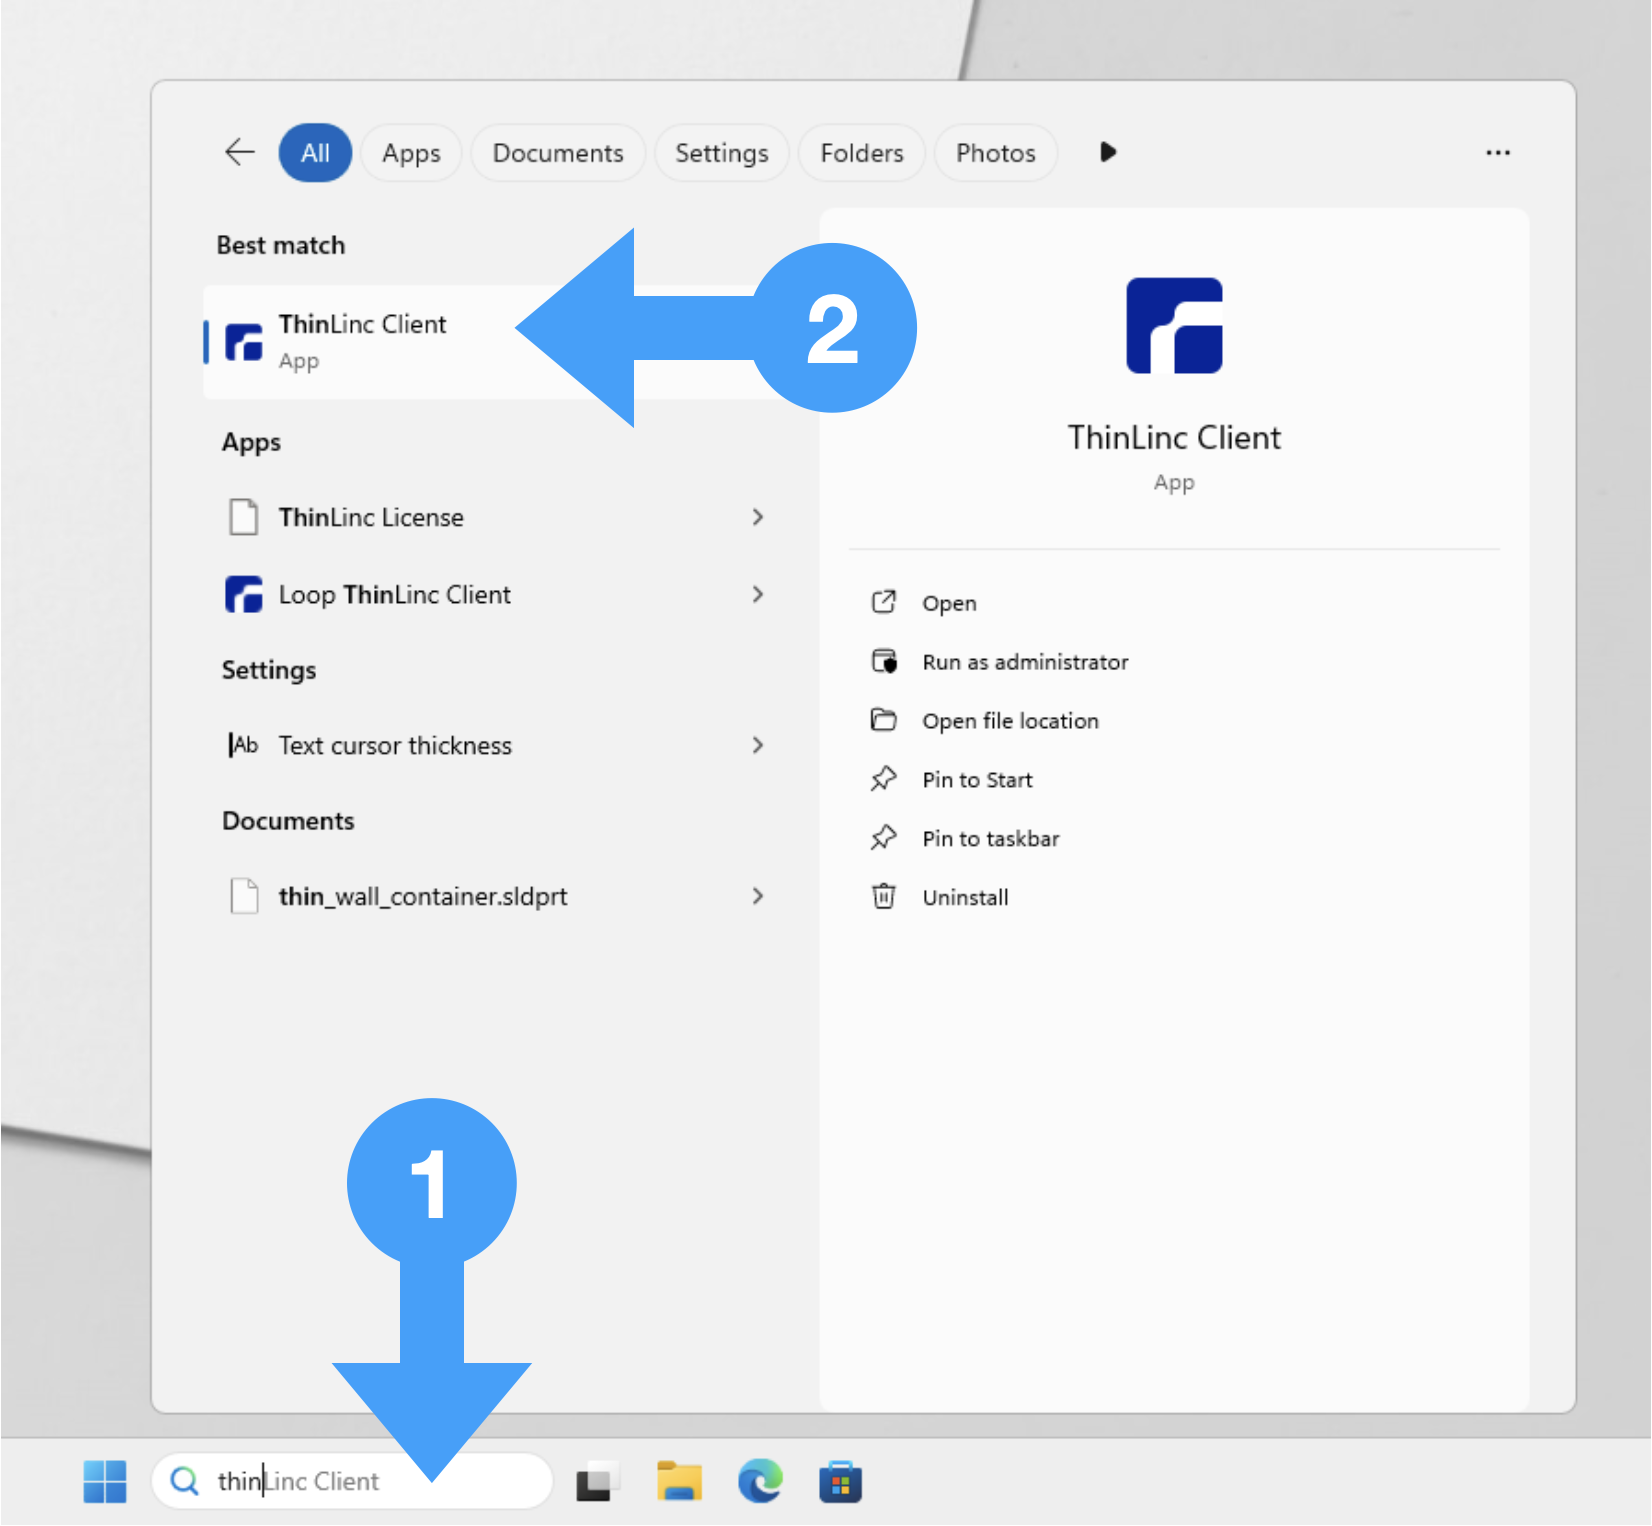 All
Apps
Documents
Settings
Folders
Photos
Best match
ThinLinc Client
App
2
Apps
ThinLinc License
Loop ThinLinc Client
Settings
Ab Text cursor thickness
Documents
thin_wall_container.sldprt
ThinLinc Client
App
Open
Run as administrator
Open file location
Pin to Start
Pin to taskbar
Uninstall
1
thinLinc Client